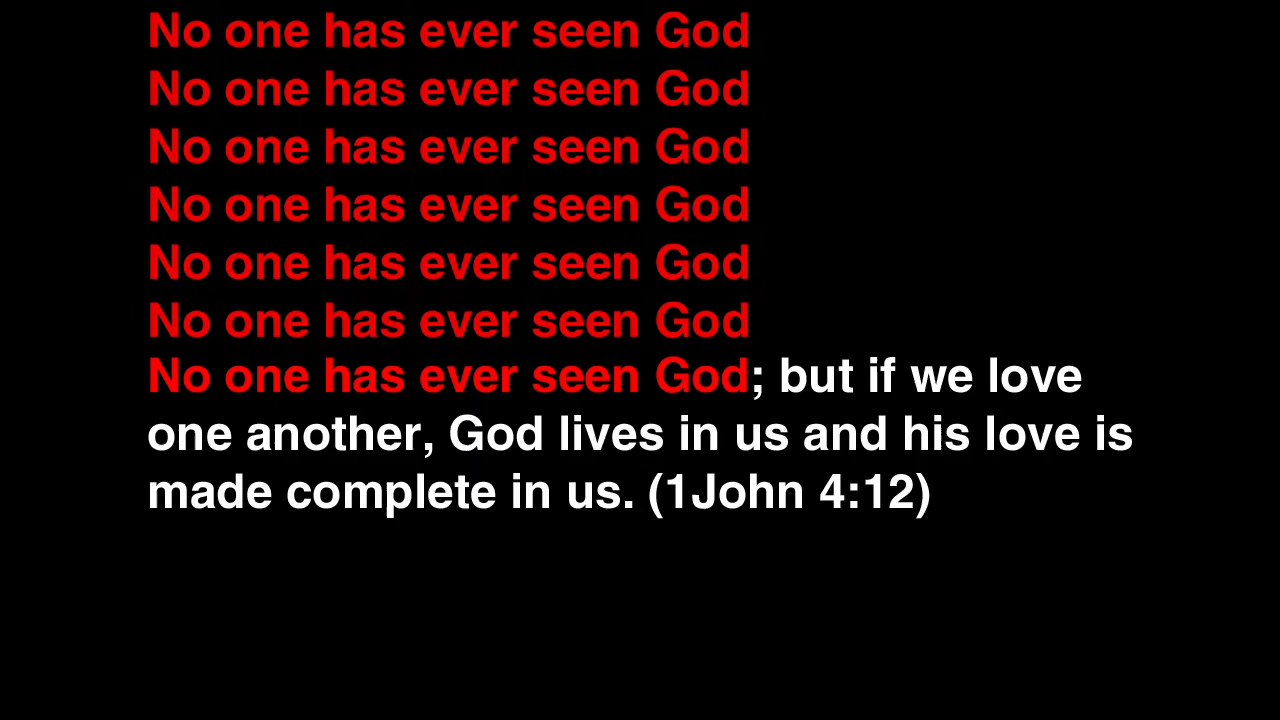 No one has ever seen God
No one has ever seen God
No one has ever seen God
No one has ever seen God
No one has ever seen God
No one has ever seen God
No one has ever seen God; but if we love
one another, God lives in us and his love is
made complete in us. (1John 4:12)